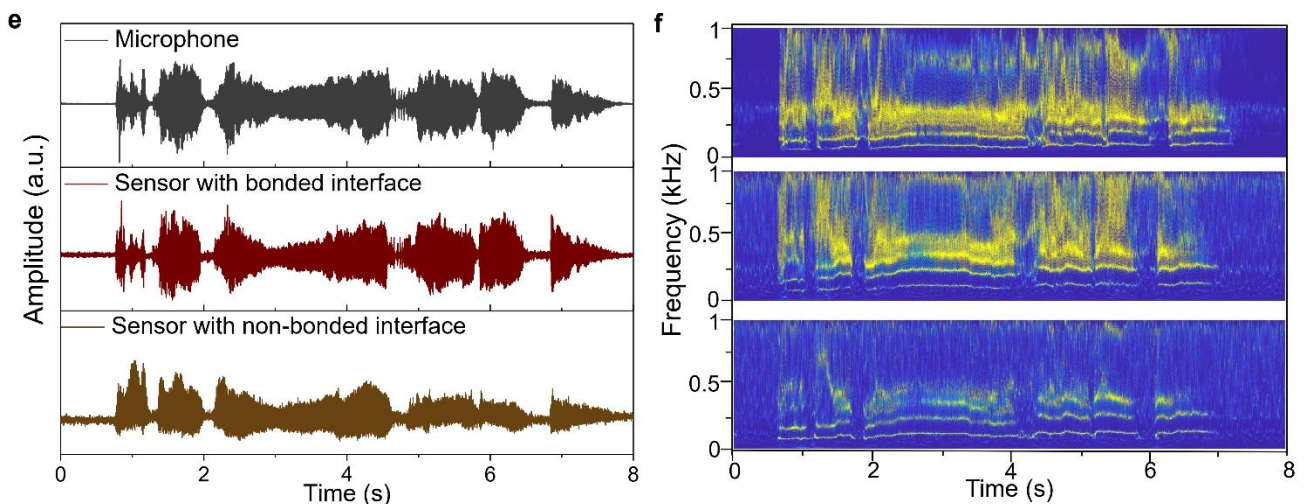 e
Microphone
Sensor with bonded interface
Sensor with non-bonded interface
Amplitude (a.u.)
0 2 4 6 8
Time (s)
f
1
0.5
0
1
0.5
0
1
0.5
0
Frequency (kHz)
0 2 4 6 8
Time (s)